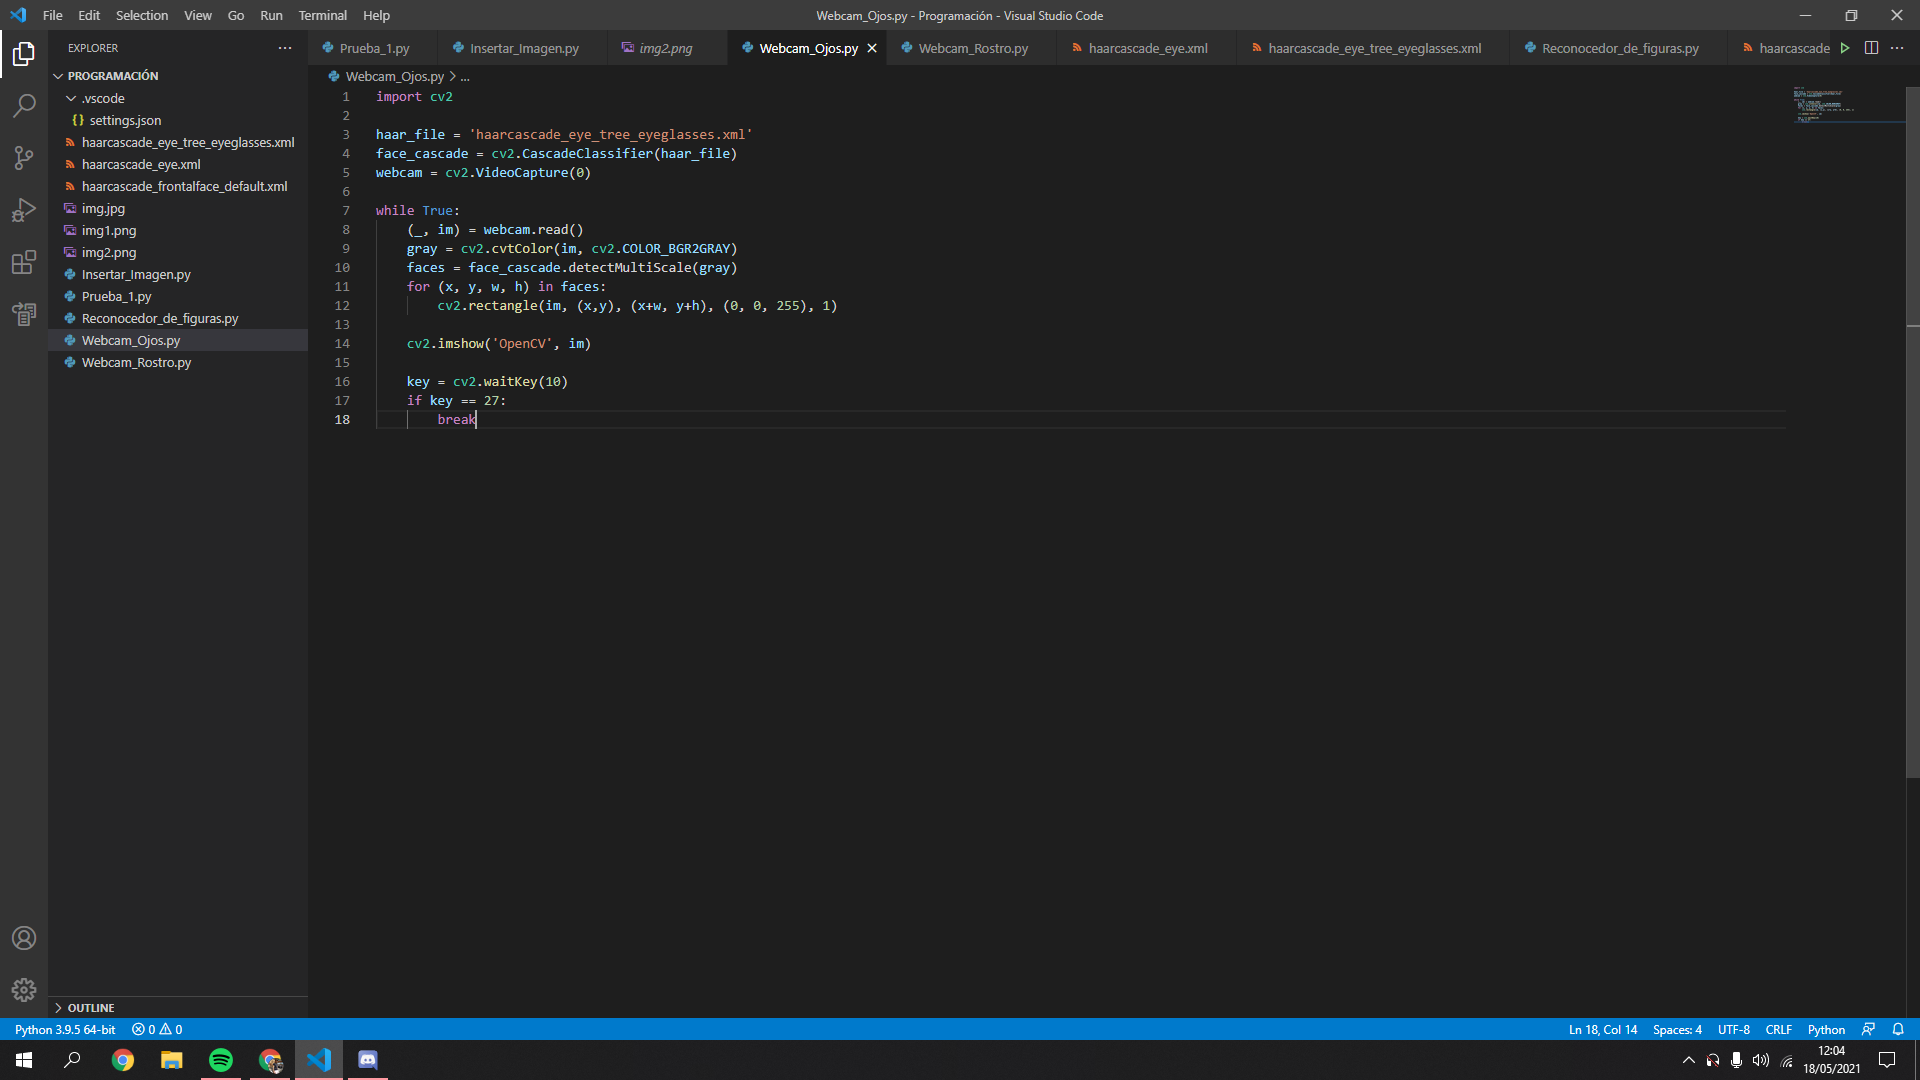 File Edit Selection View Go Run Terminal Help
Webcam_Ojos.py - Programación - Visual Studio Code
EXPLORER
PROGRAMACIÓN
.vscode
{} settings.json
haarcascade_eye_tree_eyeglasses.xml
haarcascade_eye.xml
haarcascade_frontalface_default.xml
img.jpg
img1.png
img2.png
Insertar_Imagen.py
Prueba_1.py
Reconocedor_de_figuras.py
Webcam_Ojos.py
Webcam_Rostro.py
OUTLINE
Prueba_1.py Insertar_Imagen.py img2.png Webcam_Ojos.py Webcam_Rostro.py haarcascade_eye.xml haarcascade_eye_tree_eyeglasses.xml Reconocedor_de_figuras.py haarcascade
Webcam_Ojos.py > ...
1 import cv2
2
3 haar_file = 'haarcascade_eye_tree_eyeglasses.xml'
4 face_cascade = cv2.CascadeClassifier(haar_file)
5 webcam = cv2.VideoCapture(0)
6
7 while True:
8     (_, im) = webcam.read()
9     gray = cv2.cvtColor(im, cv2.COLOR_BGR2GRAY)
10     faces = face_cascade.detectMultiScale(gray)
11     for (x, y, w, h) in faces:
12         cv2.rectangle(im, (x,y), (x+w, y+h), (0, 0, 255), 1)
13
14     cv2.imshow('OpenCV', im)
15
16     key = cv2.waitKey(10)
17     if key == 27:
18         break
Python 3.9.5 64-bit 0 0
Ln 18, Col 14 Spaces: 4 UTF-8 CRLF Python
12:04
18/05/2021